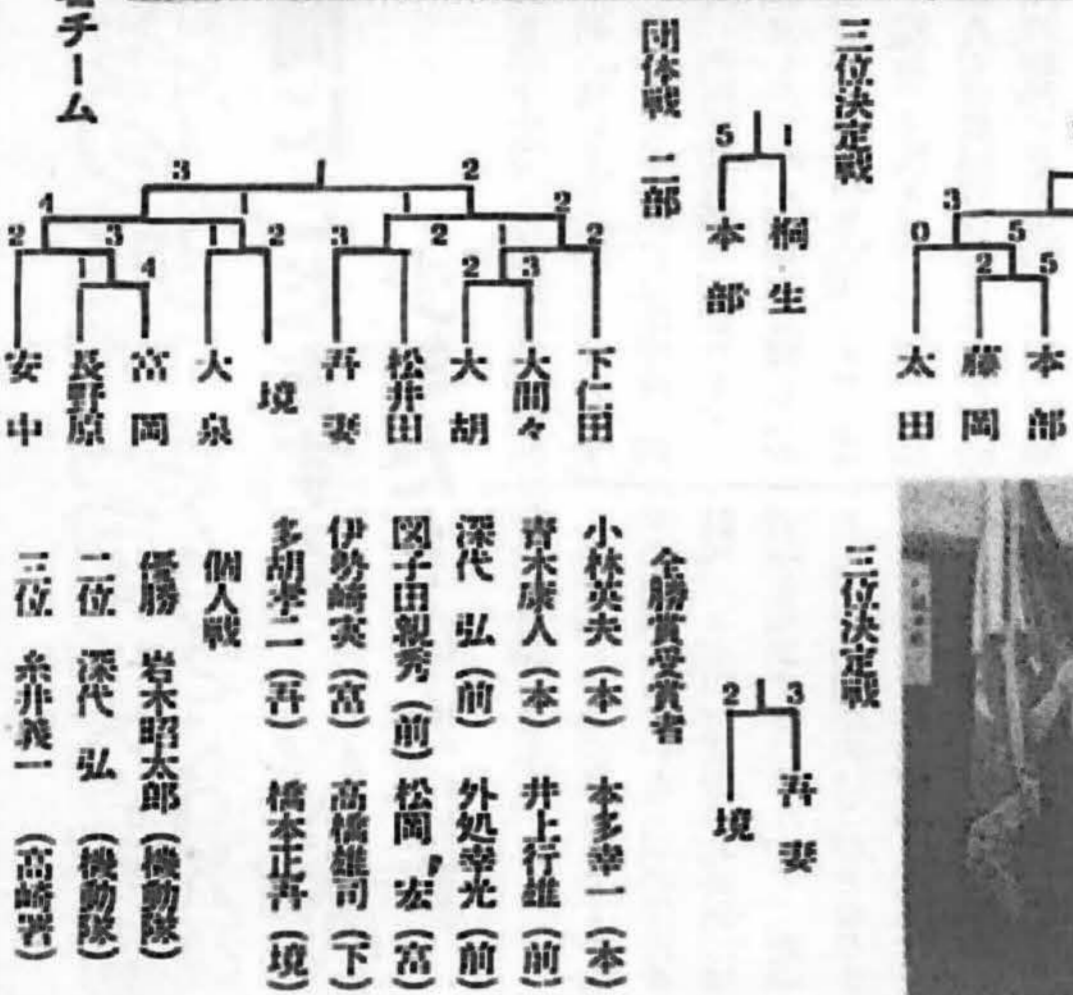 3
0
5
2
5
本部
藤岡
太田
三位決定戦
5
1
桐生
本部
団体戦 二部
3
2
4
1
1
2
2
3
1
2
3
2
1
2
1
4
2
3
下仁田
大間々
大胡
松井田
吾妻
境
大泉
富岡
長野原
安中
チーム
三位決定戦
2
3
吾妻
境
全勝賞受賞者
小林英夫(本) 本多幸一(本)
青木康人(本) 井上行雄(前)
深代 弘(前) 外処幸光(前)
図子田親秀(前) 松岡 宏(富)
伊勢崎実(富) 高橋雄司(下)
多胡孝二(吾) 橋本正吾(境)
個人戦
優勝 岩木昭太郎(機動隊)
二位 深代 弘(機動隊)
三位 糸井義一(高崎署)